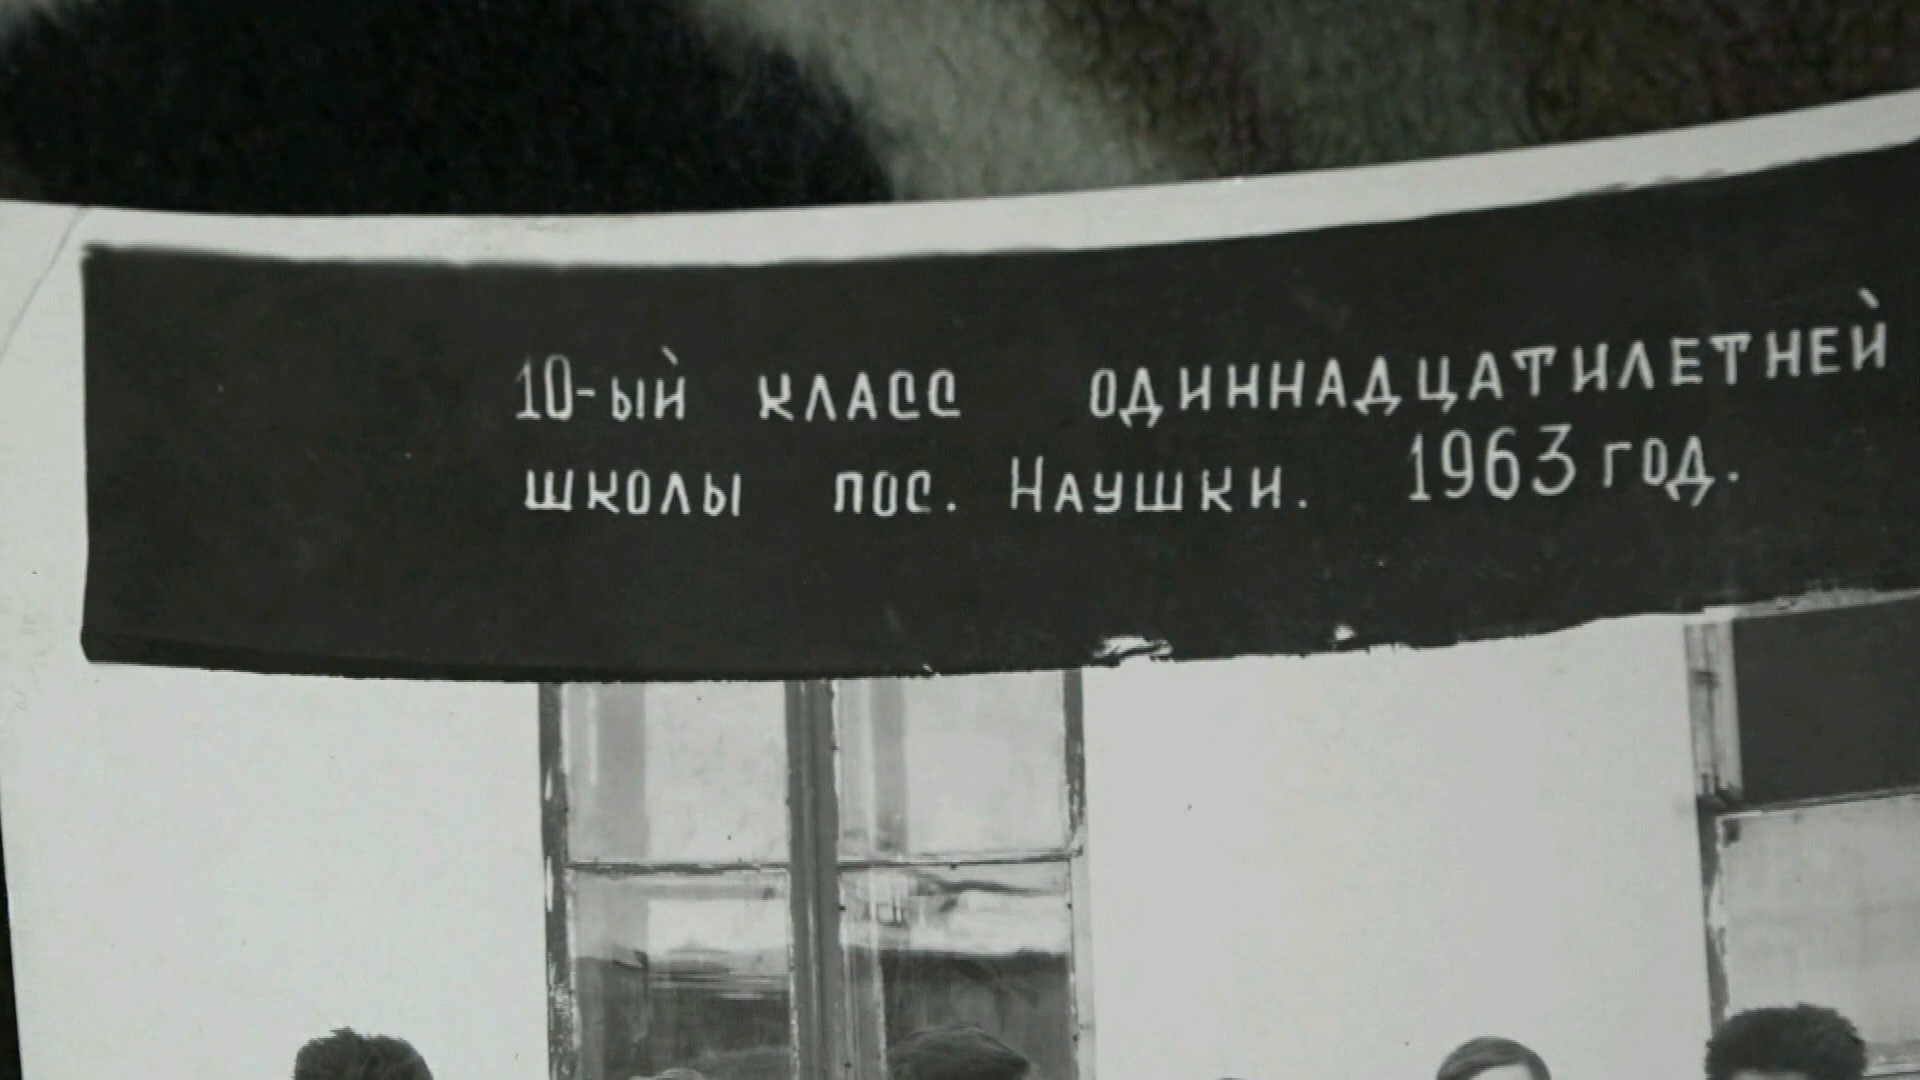 10-ый класс одиннадцатилетней
школы пос. Наушки. 1963 год.